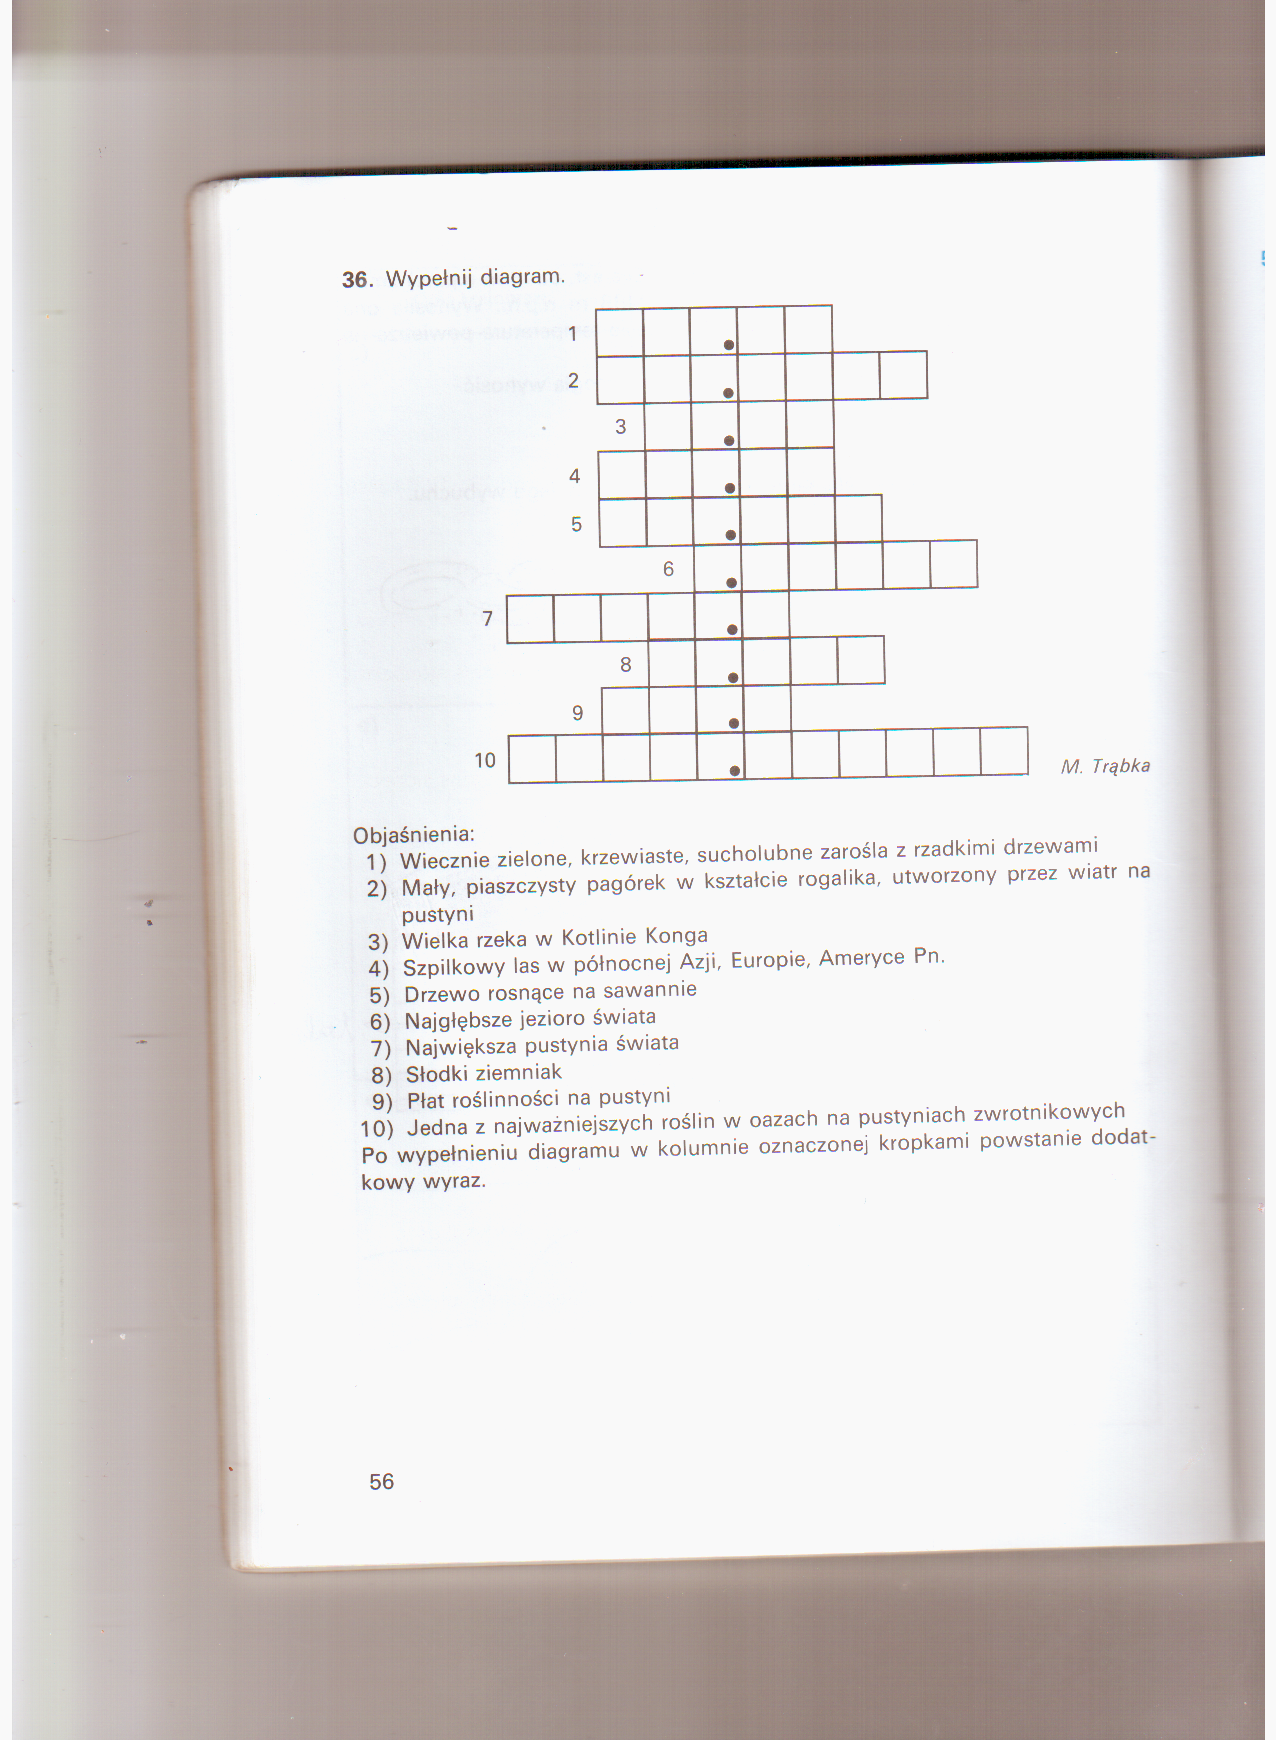 36. Wypełnij diagram.
1
2
3
4
5
6
7
8
9
10
M. Trąbka
Objaśnienia:
1) Wiecznie zielone, krzewiaste, sucholubne zarośla z rzadkimi drzewami
2) Mały, piaszczysty pagórek w kształcie rogalika, utworzony przez wiatr na
pustyni
3) Wielka rzeka w Kotlinie Konga
4) Szpilkowy las w północnej Azji, Europie, Ameryce Pn.
5) Drzewo rosnące na sawannie
6) Najgłębsze jezioro świata
7) Największa pustynia świata
8) Słodki ziemniak
9) Płat roślinności na pustyni
10) Jedna z najważniejszych roślin w oazach na pustyniach zwrotnikowych
Po wypełnieniu diagramu w kolumnie oznaczonej kropkami powstanie dodat-
kowy wyraz.
56